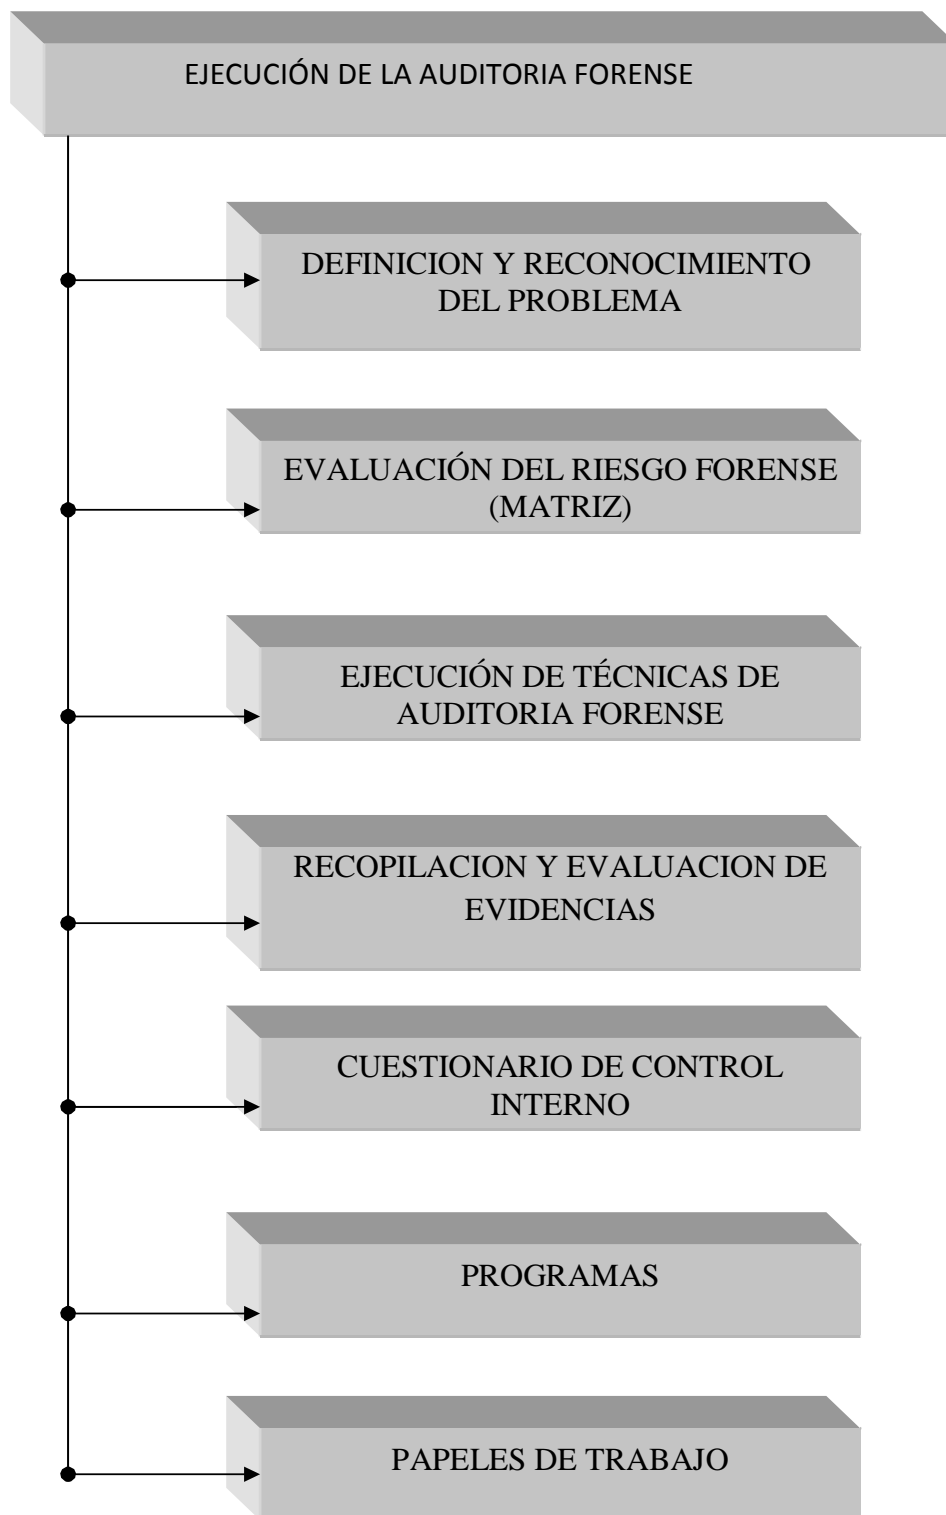 EJECUCIÓN DE LA AUDITORIA FORENSE
DEFINICION Y RECONOCIMIENTO
DEL PROBLEMA
EVALUACIÓN DEL RIESGO FORENSE
(MATRIZ)
EJECUCIÓN DE TÉCNICAS DE
AUDITORIA FORENSE
RECOPILACION Y EVALUACION DE
EVIDENCIAS
CUESTIONARIO DE CONTROL
INTERNO
PROGRAMAS
PAPELES DE TRABAJO